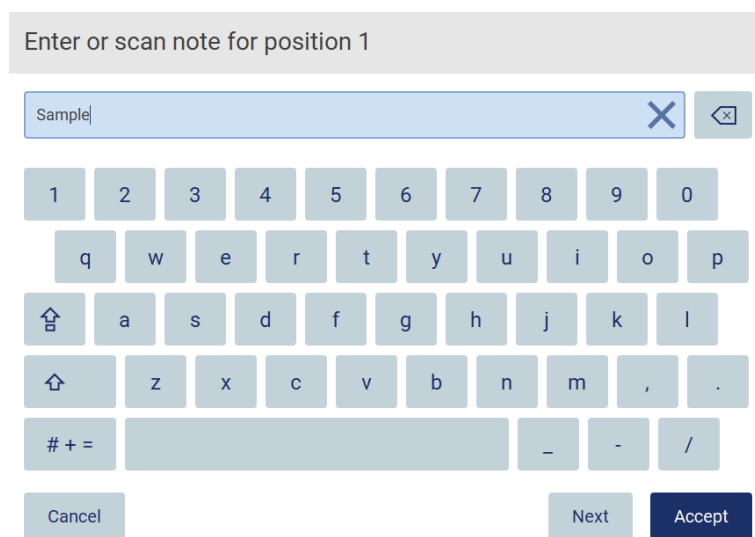 Enter or scan note for position 1
Sample
1 2 3 4 5 6 7 8 9 0
q w e r t y u i o p
a s d f g h j k l
z x c v b n m , .
# + = _ - /
Cancel Next Accept